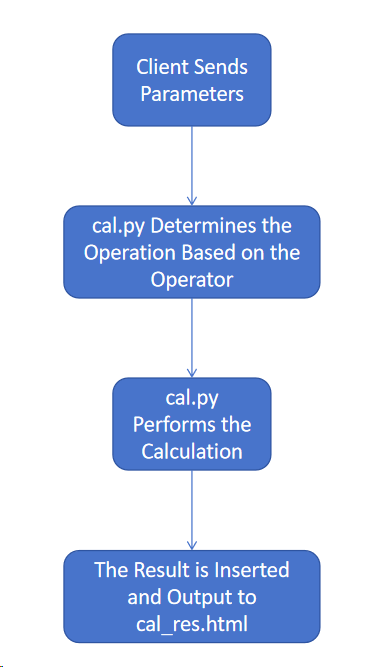 Client Sends
Parameters
cal.py Determines the
Operation Based on the
Operator
cal.py
Performs the
Calculation
The Result is Inserted
and Output to
cal_res.html